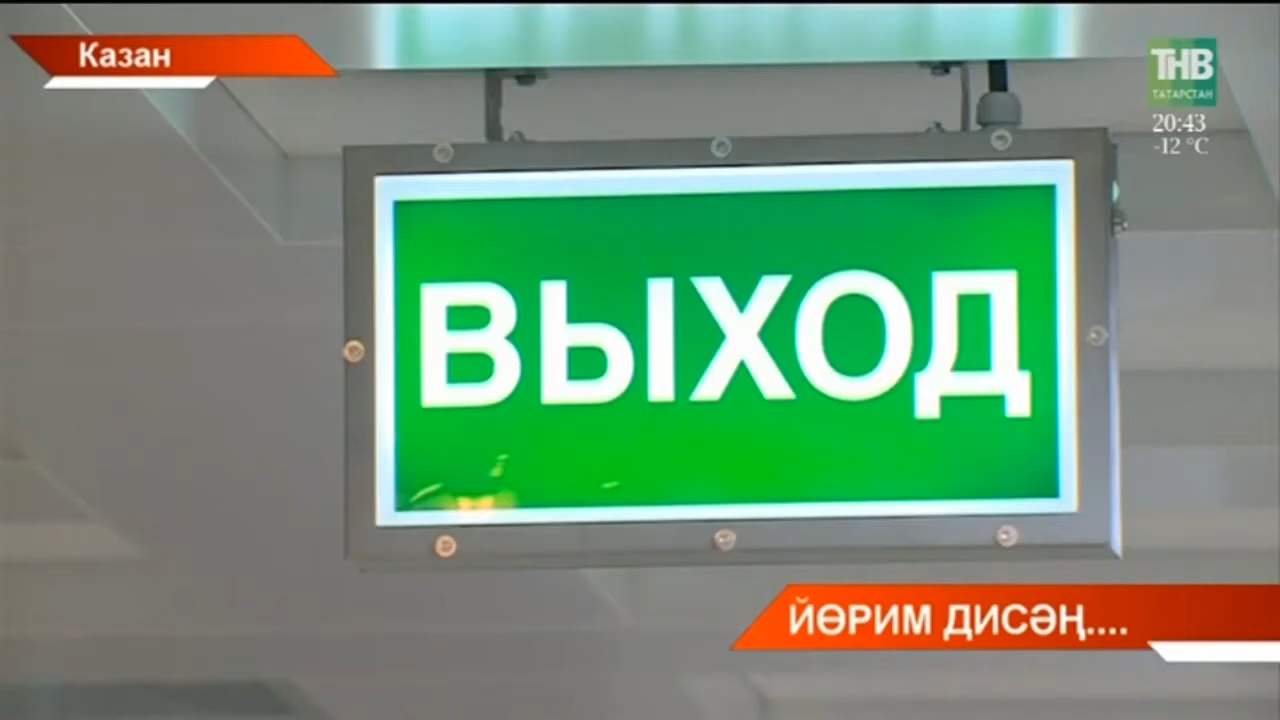 Казан
ТНВ
ТАТАРСТАН
20:43
-12 °C
ВЫХОД
ЙӨРИМ ДИСӘҢ....